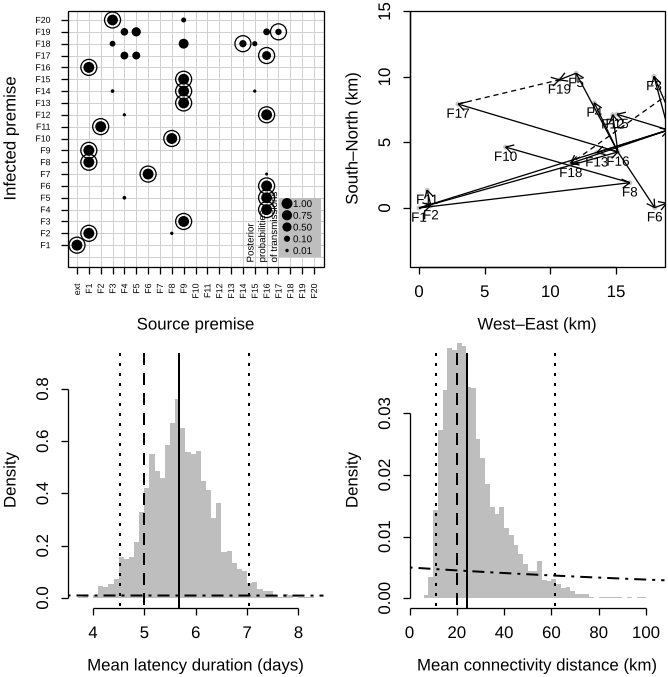 Infected premise
F20
F19
F18
F17
F16
F15
F14
F13
F12
F11
F10
F9
F8
F7
F6
F5
F4
F3
F2
F1
Posterior
probabilities
of transmissions
1.00
0.75
0.50
0.10
0.01
ext F1 F2 F3 F4 F5 F6 F7 F8 F9 F10 F11 F12 F13 F14 F15 F16 F17 F18 F19 F20
Source premise
South–North (km)
15
10
5
0
F19
F5
F3
F17
F4
F10
F13
F16
F18
F8
F11
F1
F2
F6
0 5 10 15
West–East (km)
Density
0.8
0.6
0.4
0.2
0.0
4 5 6 7 8
Mean latency duration (days)
Density
0.03
0.02
0.01
0.00
0 20 40 60 80 100
Mean connectivity distance (km)